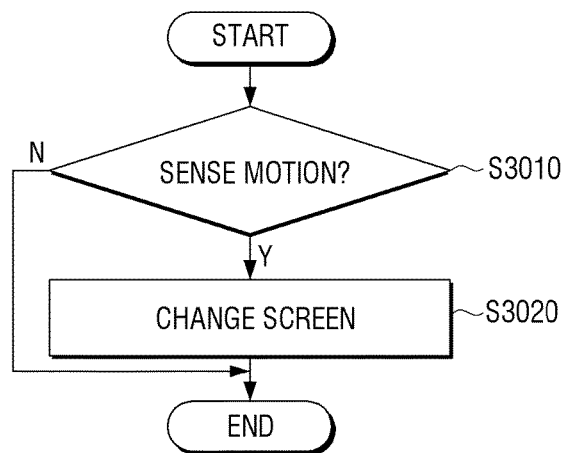 START
N
SENSE MOTION?
S3010
Y
CHANGE SCREEN
S3020
END